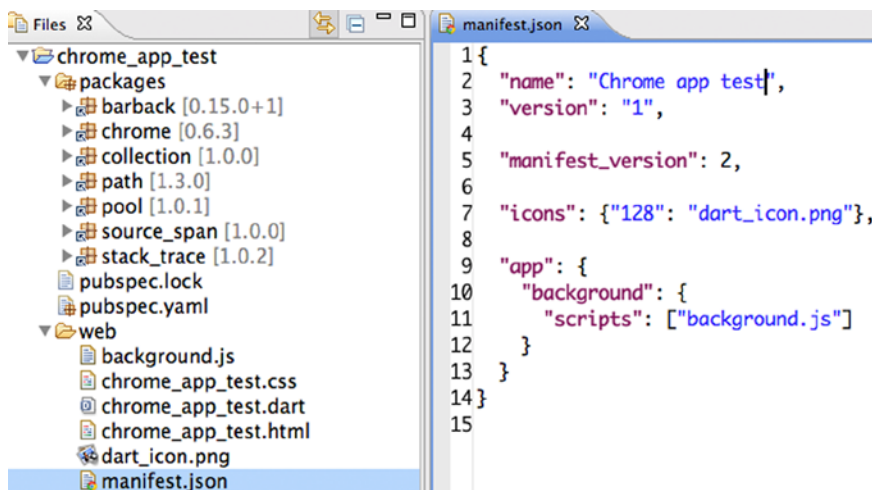 Files
chrome_app_test
packages
barback [0.15.0+1]
chrome [0.6.3]
collection [1.0.0]
path [1.3.0]
pool [1.0.1]
source_span [1.0.0]
stack_trace [1.0.2]
pubspec.lock
pubspec.yaml
web
background.js
chrome_app_test.css
chrome_app_test.dart
chrome_app_test.html
dart_icon.png
manifest.json
manifest.json
1 {
2 "name": "Chrome app test",
3 "version": "1",
4
5 "manifest_version": 2,
6
7 "icons": {"128": "dart_icon.png"},
8
9 "app": {
10 "background": {
11 "scripts": ["background.js"]
12 }
13 }
14 }
15